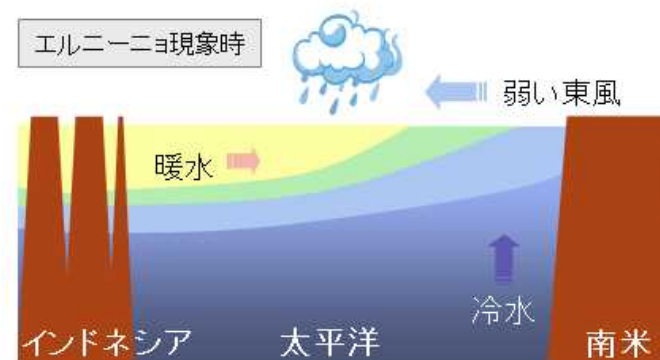 エルニーニョ現象時
弱い東風
暖水
冷水
インドネシア
太平洋
南米